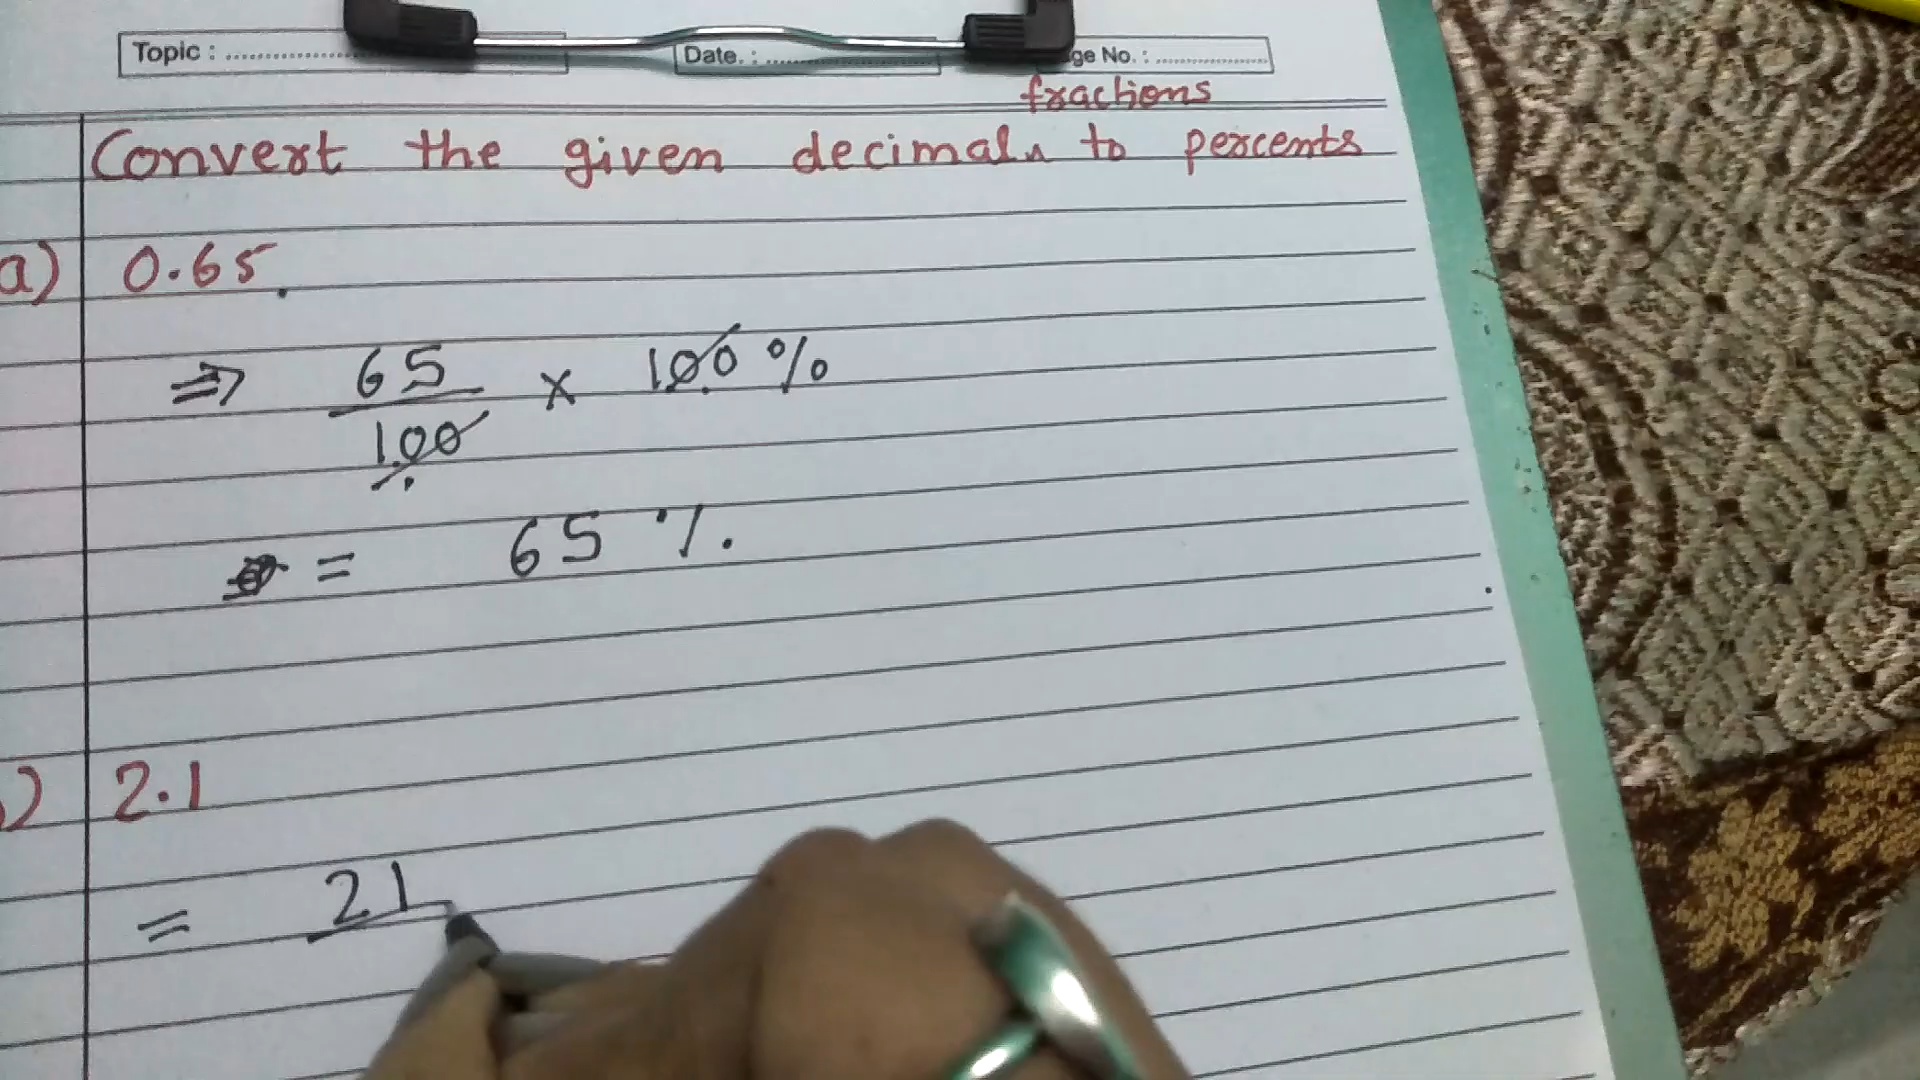 Topic : Date. : ge No. :
fractions
Convert the given decimal to percents
a) 0.65
⇒ 65/100 × 100 %
= 65 %.
) 2.1
= 21